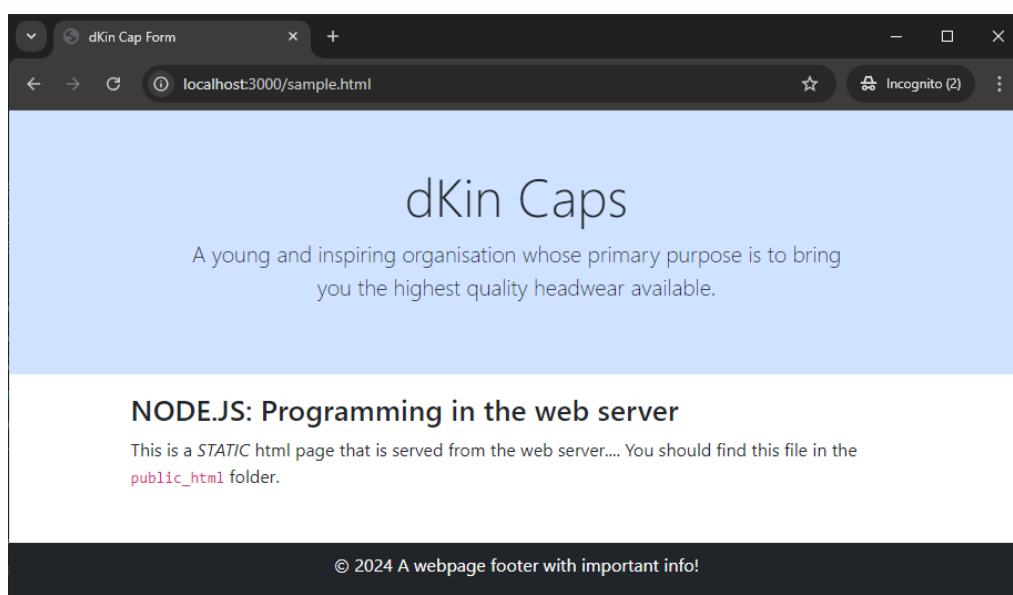 dKin Cap Form
localhost:3000/sample.html
Incognito (2)
dKin Caps
A young and inspiring organisation whose primary purpose is to bring
you the highest quality headwear available.
NODE.JS: Programming in the web server
This is a STATIC html page that is served from the web server.... You should find this file in the
public_html folder.
© 2024 A webpage footer with important info!